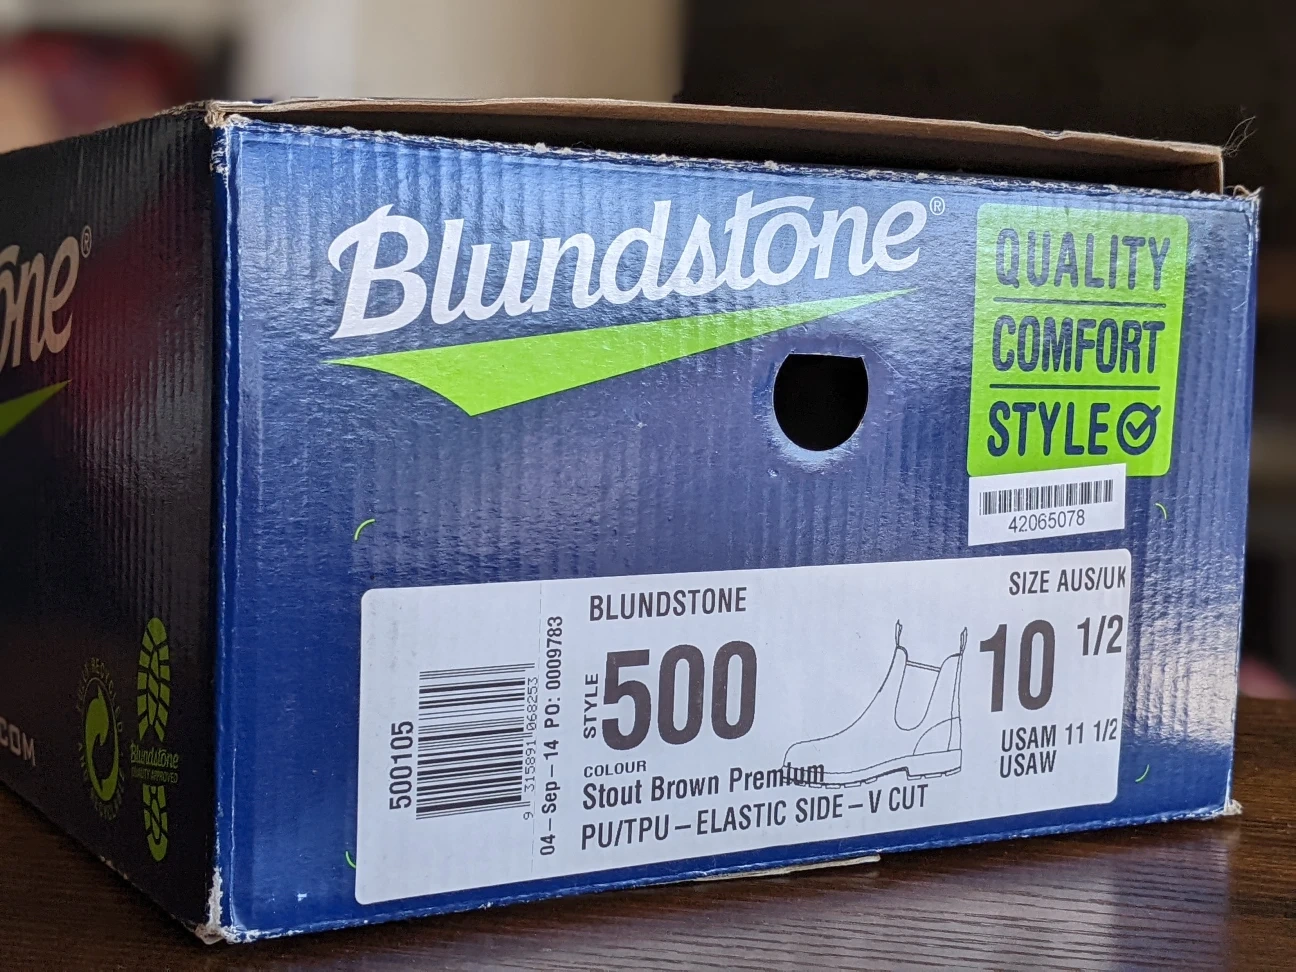 Blundstone®
QUALITY
COMFORT
STYLE
42065078
BLUNDSTONE
SIZE AUS/UK
STYLE 500
10 1/2
USAM 11 1/2
USAW
COLOUR
Stout Brown Premium
PU/TPU-ELASTIC SIDE-V CUT
500105
9 315891 068253
04-Sep-14 PO: 0009783
one®
COM
Blundstone
QUALITY APPROVED